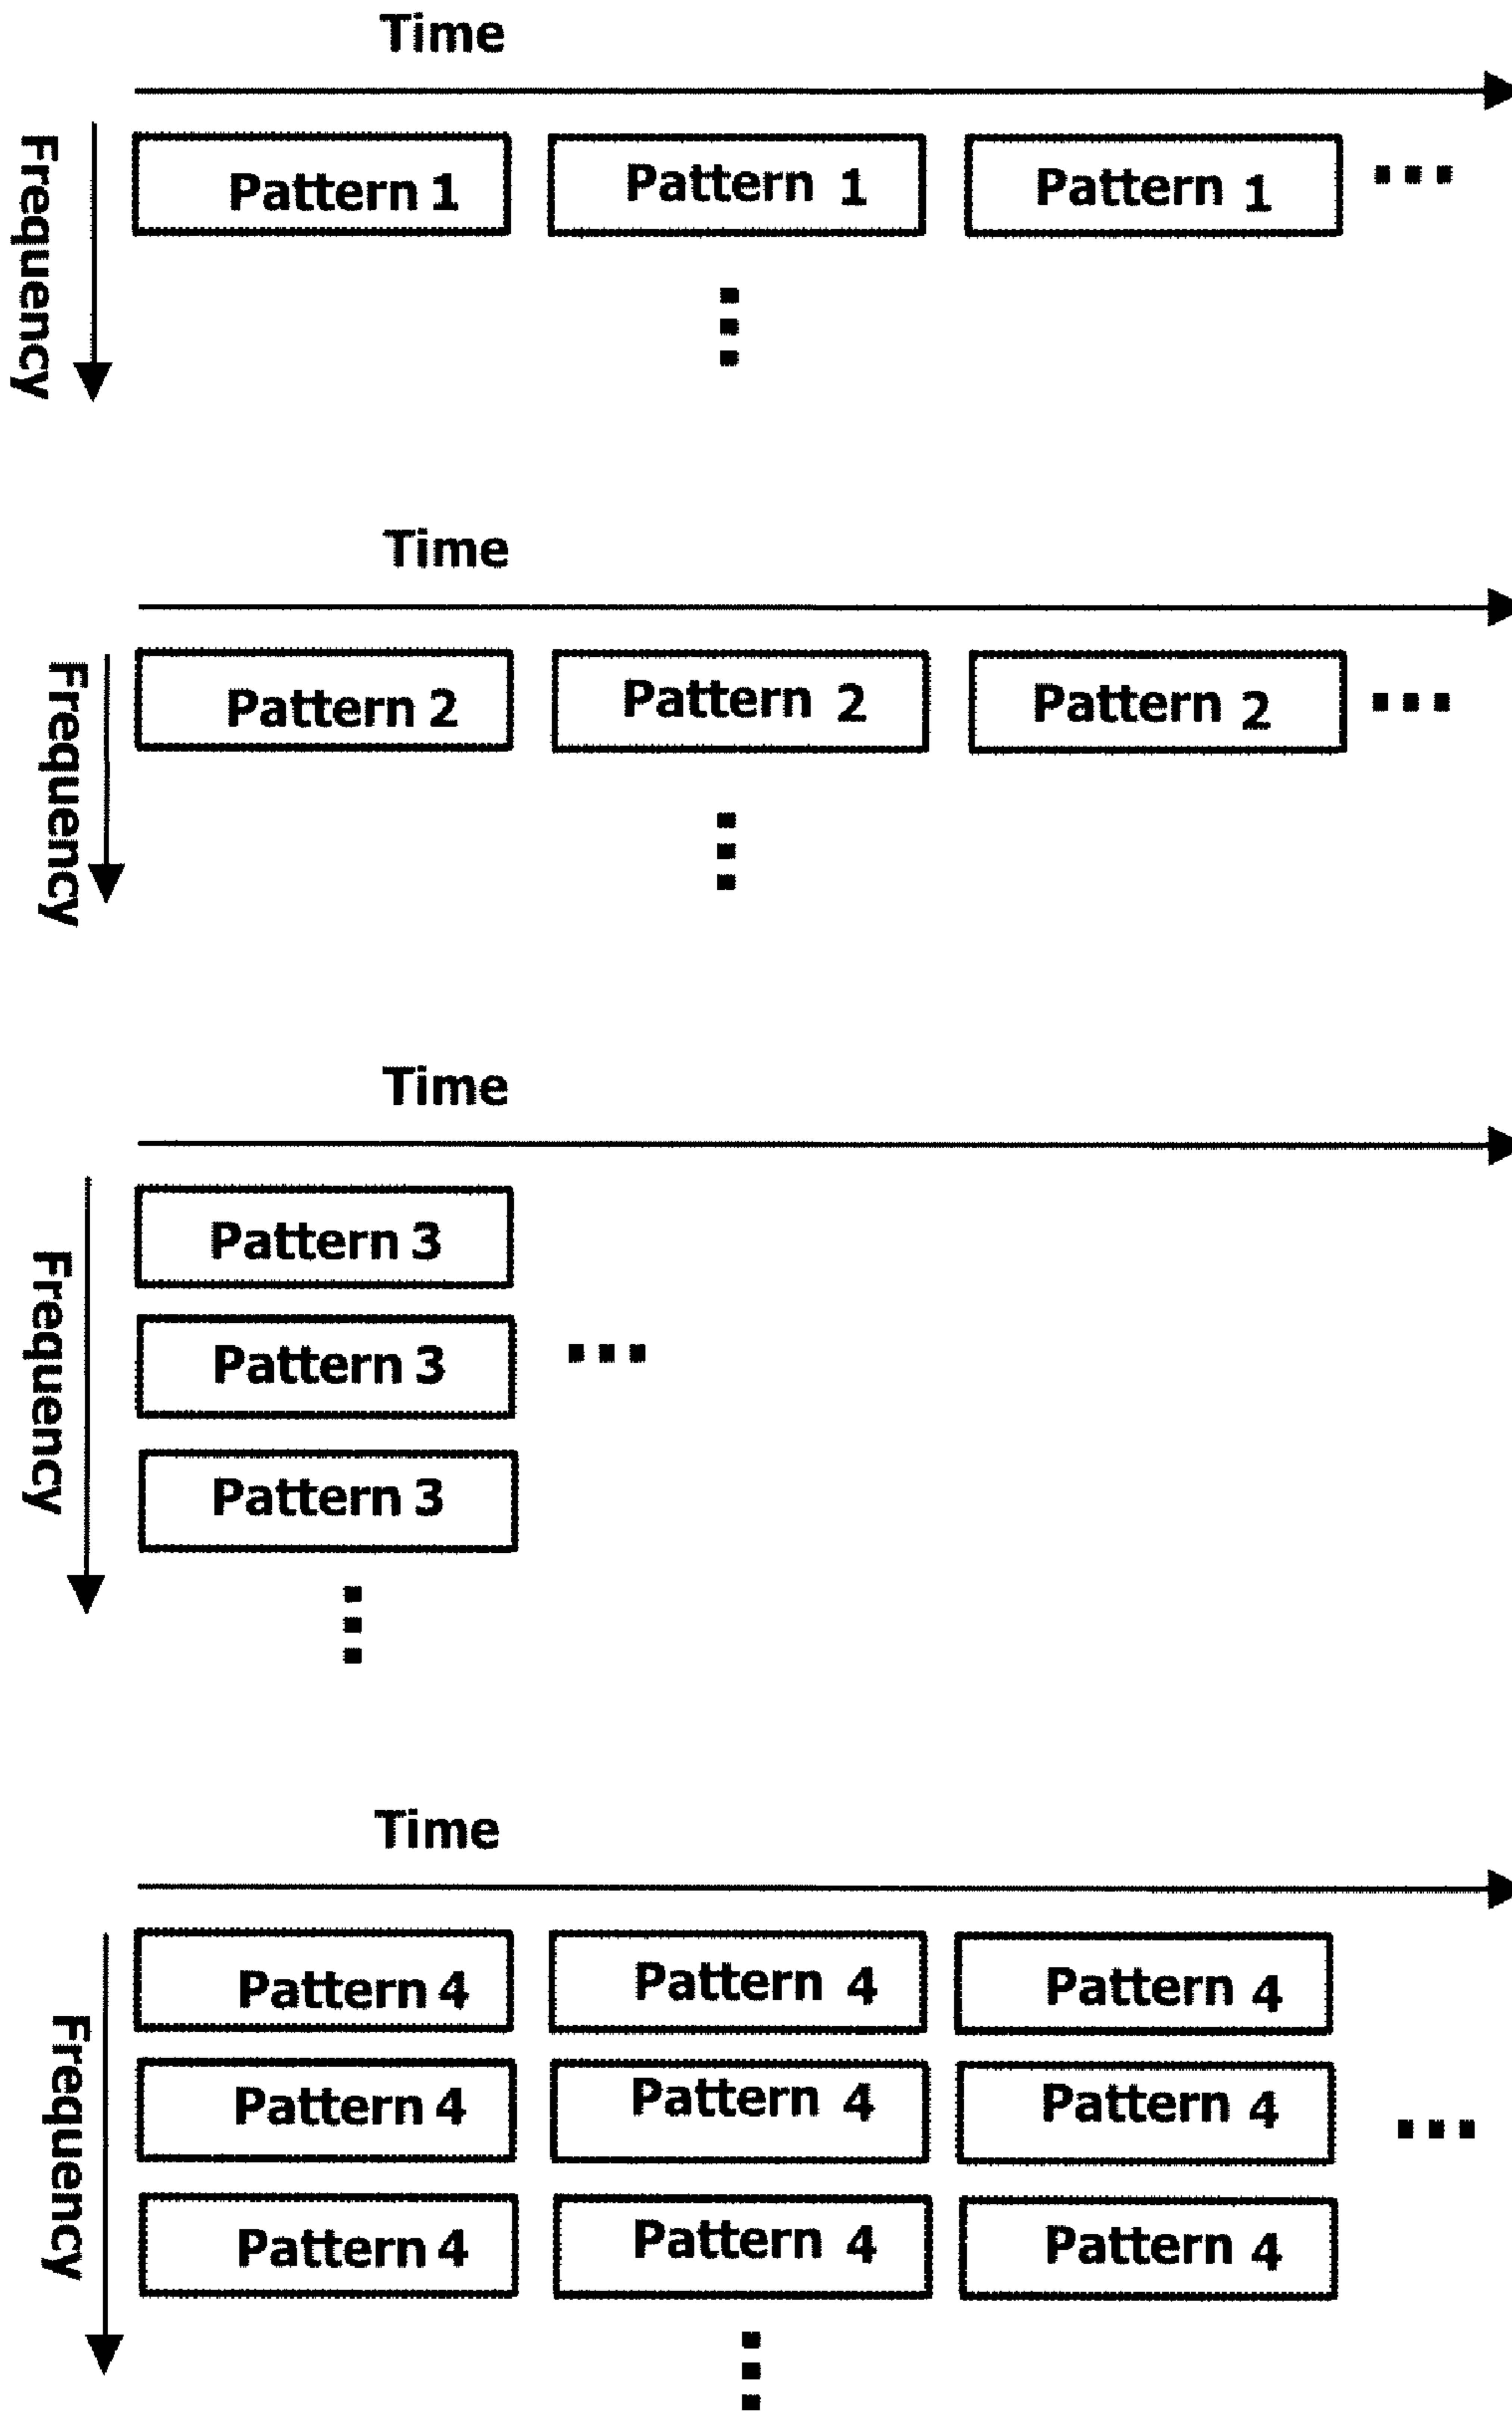 Time
Frequency
Pattern 1 Pattern 1 Pattern 1 ...
Time
Frequency
Pattern 2 Pattern 2 Pattern 2 ...
Time
Frequency
Pattern 3
Pattern 3 ...
Pattern 3
Time
Frequency
Pattern 4 Pattern 4 Pattern 4
Pattern 4 Pattern 4 Pattern 4 ...
Pattern 4 Pattern 4 Pattern 4